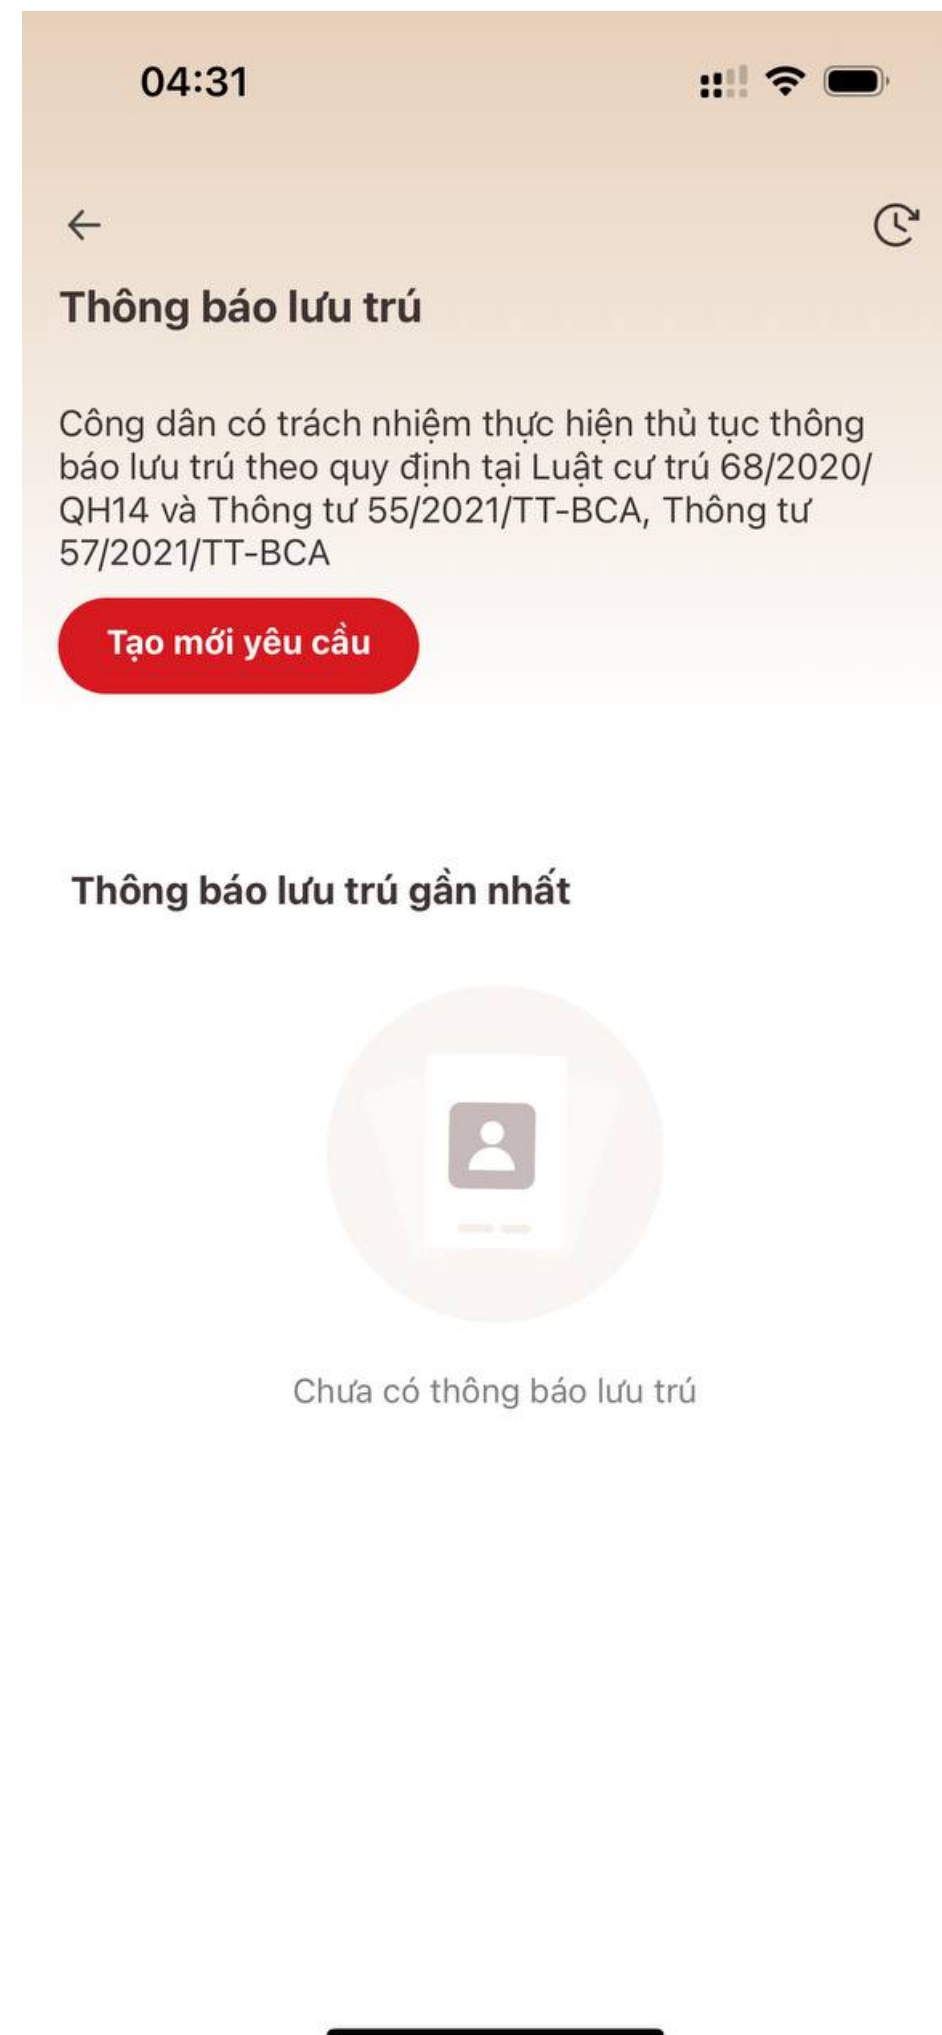 04:31
Thông báo lưu trú
Công dân có trách nhiệm thực hiện thủ tục thông
báo lưu trú theo quy định tại Luật cư trú 68/2020/
QH14 và Thông tư 55/2021/TT-BCA, Thông tư
57/2021/TT-BCA
Tạo mới yêu cầu
Thông báo lưu trú gần nhất
Chưa có thông báo lưu trú